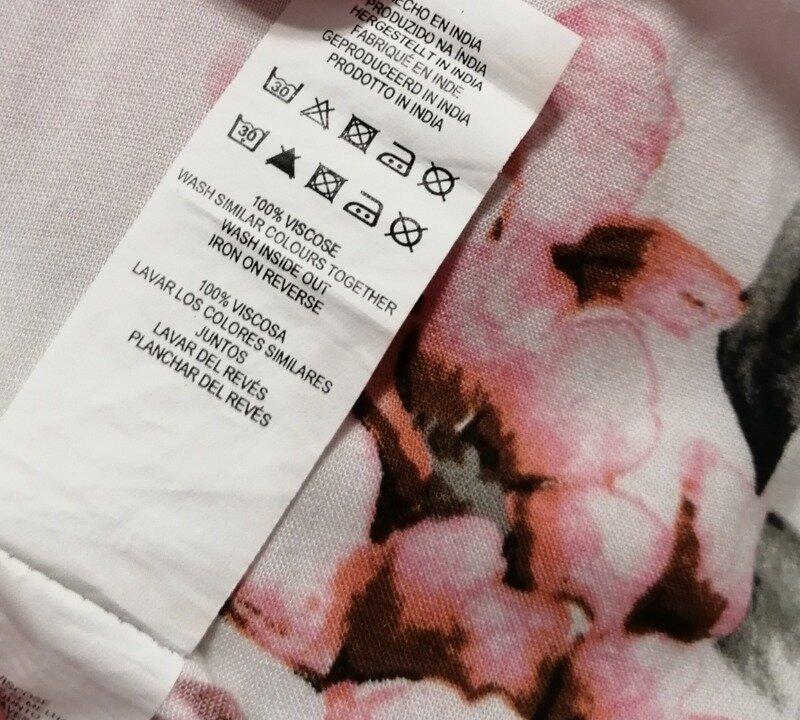 HECHO EN INDIA
PRODUZIDO NA ÍNDIA
HERGESTELLT IN INDIA
FABRIQUÉ EN INDE
GEPRODUCEERD IN INDIA
PRODOTTO IN INDIA
30
30
100% VISCOSE
WASH SIMILAR COLOURS TOGETHER
WASH INSIDE OUT
IRON ON REVERSE
100% VISCOSA
LAVAR LOS COLORES SIMILARES
JUNTOS
LAVAR DEL REVÉS
PLANCHAR DEL REVÉS
VISCOSE